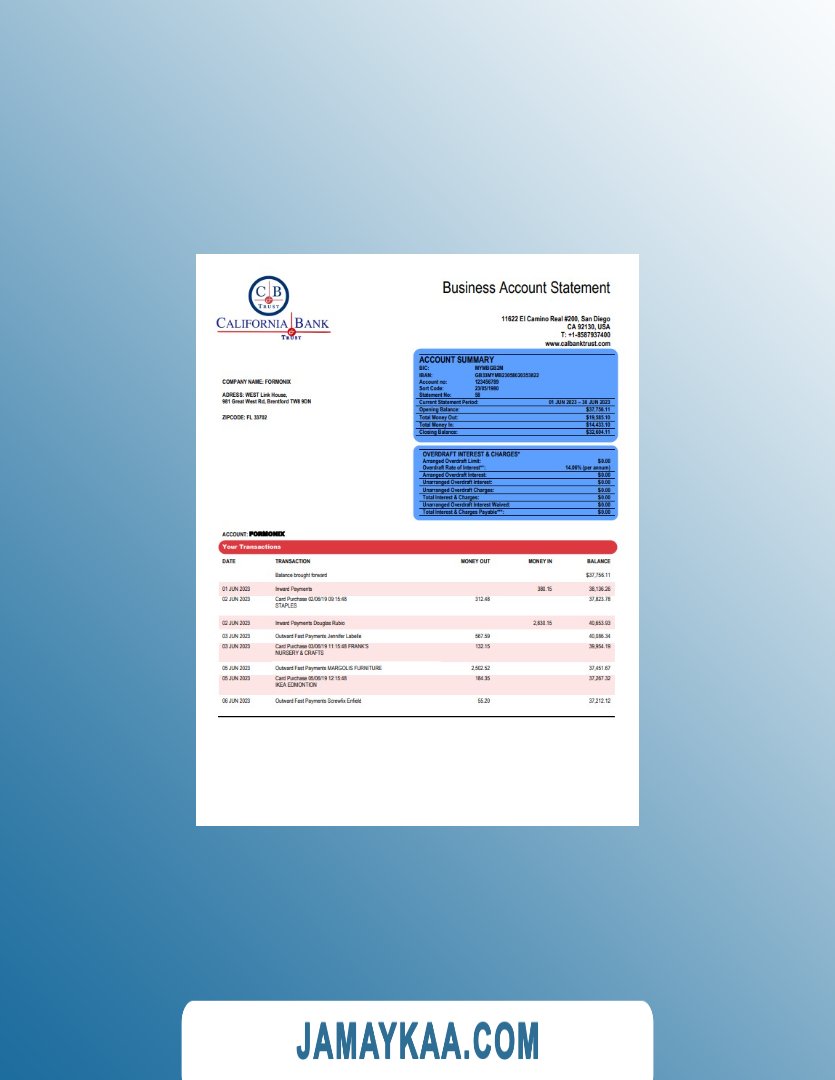 C B
&
TRUST
CALIFORNIA BANK
&
TRUST
Business Account Statement
11622 El Camino Real #200, San Diego
CA 92130, USA
T: +1-8587937400
www.calbanktrust.com
COMPANY NAME: FORMONIX
ADRESS: WEST Link House,
981 Great West Rd, Brentford TW8 9DN
ZIPCODE: FL 33702
ACCOUNT SUMMARY
BIC: MYMBGB2M
IBAN:
Account no: 123456789
Sort Code: 23/05/1980
Statement No: 58
Current Statement Period: 01 JUN 2023 – 30 JUN 2023
Opening Balance: $37,756.11
Total Money Out: $19,585.10
Total Money In: $14,433.10
Closing Balance: $32,604.11
OVERDRAFT INTEREST & CHARGES*
Arranged Overdraft Limit: $0.00
Overdraft Rate of Interest**: 14.06% (per annum)
Arranged Overdraft Interest: $0.00
Unarranged Overdraft Interest: $0.00
Unarranged Overdraft Charges: $0.00
Total Interest & Charges: $0.00
Unarranged Overdraft Interest Waived: $0.00
Total Interest & Charges Payable***: $0.00
ACCOUNT: FORMONIX
Your Transactions
DATE TRANSACTION MONEY OUT MONEY IN BALANCE
Balance brought forward $37,756.11
01 JUN 2023 Inward Payments 380.15 38,136.26
02 JUN 2023 Card Purchase 02/06/19 09:15:48 312.48 37,823.78
STAPLES
02 JUN 2023 Inward Payments Douglas Rubio 2,830.15 40,653.93
03 JUN 2023 Outward Fast Payments Jennifer Labelle 567.59 40,086.34
03 JUN 2023 Card Purchase 03/06/19 11:15:48 FRANK'S 132.15 39,954.19
NURSERY & CRAFTS
05 JUN 2023 Outward Fast Payments MARGOLIS FURNITURE 2,502.52 37,451.67
05 JUN 2023 Card Purchase 05/06/19 12:15:48 184.35 37,267.32
IKEA EDMONTION
06 JUN 2023 Outward Fast Payments Screwfix Enfield 55.20 37,212.12
JAMAYKAA.COM